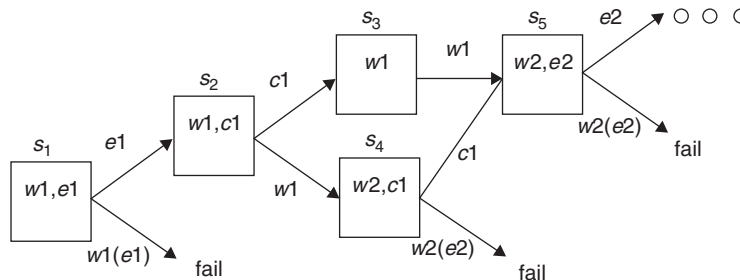 s5
e2
s3
w1
w1
w2,e2
s2
c1
w1,c1
w2(e2)
fail
s4
c1
s1
e1
w1
w2,c1
w1,e1
w1(e1)
w2(e2)
fail
fail